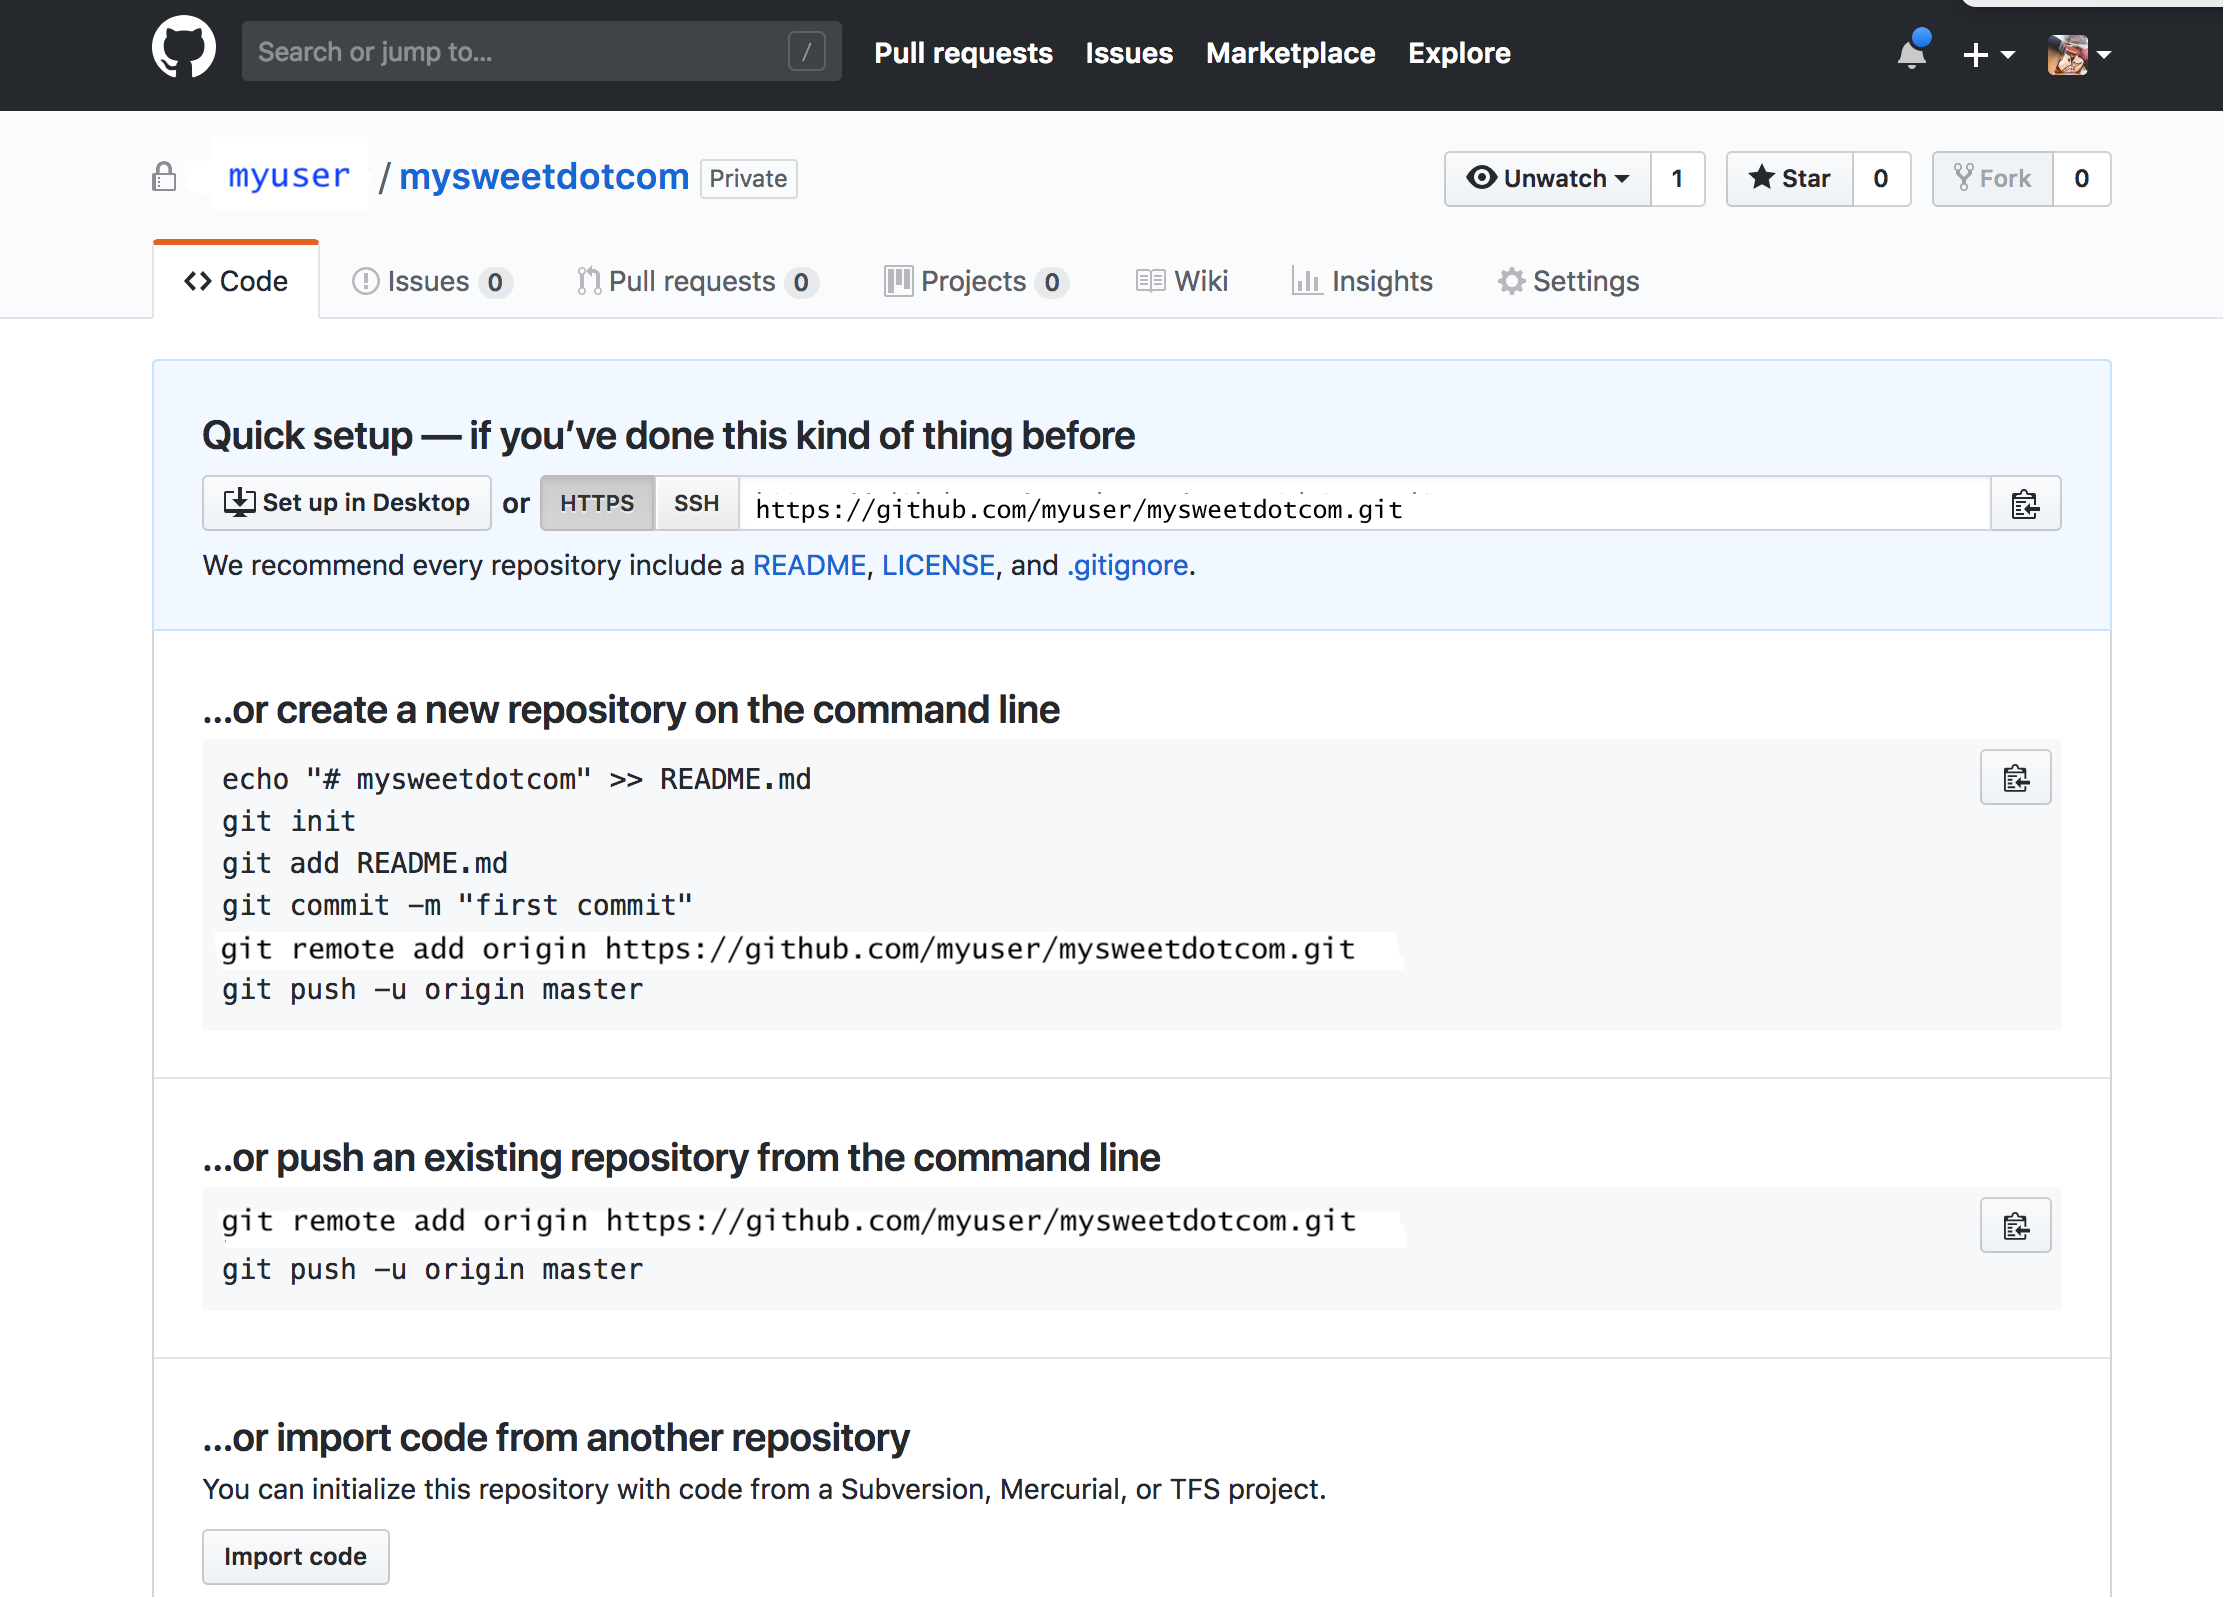 Search or jump to... /
Pull requests Issues Marketplace Explore
myuser / mysweetdotcom Private
Unwatch 1 Star 0 Fork 0
Code Issues 0 Pull requests 0 Projects 0 Wiki Insights Settings
Quick setup — if you’ve done this kind of thing before
Set up in Desktop or HTTPS SSH https://github.com/myuser/mysweetdotcom.git
We recommend every repository include a README, LICENSE, and .gitignore.
…or create a new repository on the command line
echo "# mysweetdotcom" >> README.md
git init
git add README.md
git commit -m "first commit"
git remote add origin https://github.com/myuser/mysweetdotcom.git
git push -u origin master
…or push an existing repository from the command line
git remote add origin https://github.com/myuser/mysweetdotcom.git
git push -u origin master
…or import code from another repository
You can initialize this repository with code from a Subversion, Mercurial, or TFS project.
Import code